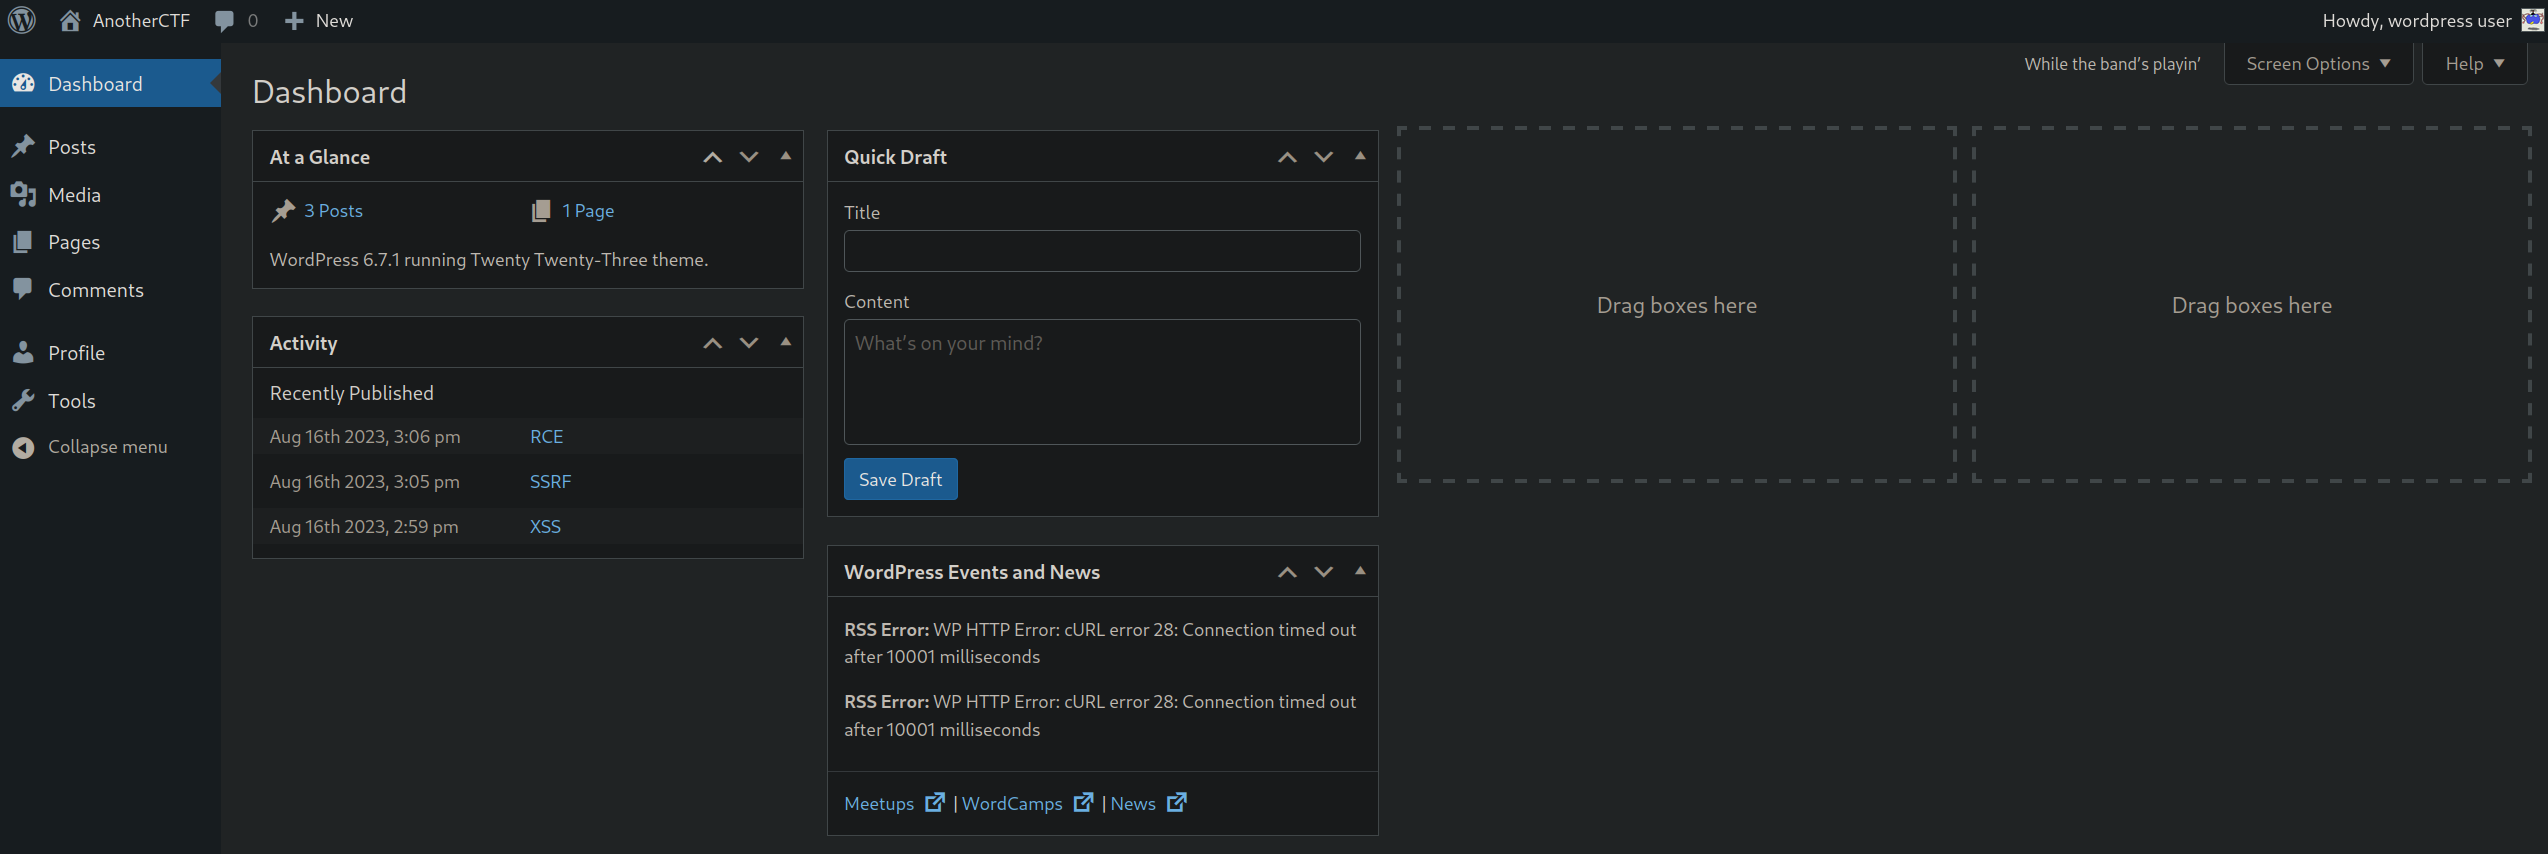 AnotherCTF 0 New Howdy, wordpress user
Dashboard
Posts
Media
Pages
Comments
Profile
Tools
Collapse menu
While the band’s playin’ Screen Options Help
Dashboard
At a Glance
3 Posts 1 Page
WordPress 6.7.1 running Twenty Twenty-Three theme.
Activity
Recently Published
Aug 16th 2023, 3:06 pm RCE
Aug 16th 2023, 3:05 pm SSRF
Aug 16th 2023, 2:59 pm XSS
Quick Draft
Title
Content
What’s on your mind?
Save Draft
WordPress Events and News
RSS Error: WP HTTP Error: cURL error 28: Connection timed out
after 10001 milliseconds
RSS Error: WP HTTP Error: cURL error 28: Connection timed out
after 10001 milliseconds
Meetups | WordCamps | News
Drag boxes here
Drag boxes here